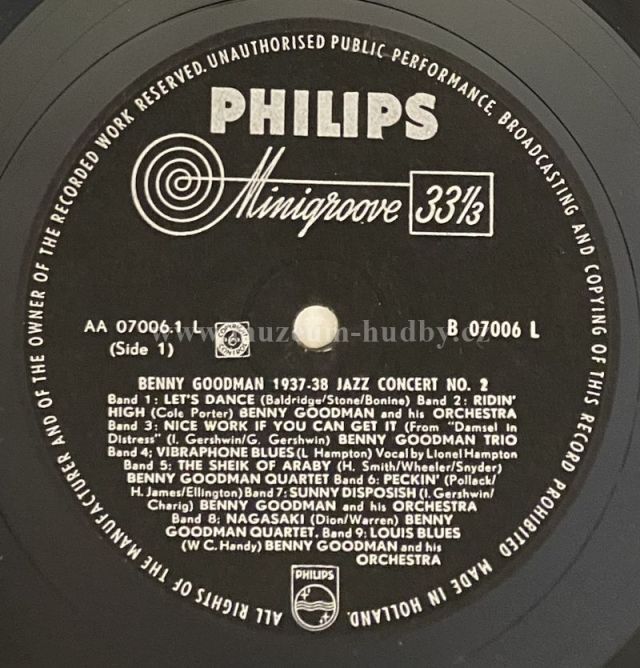 ALL RIGHTS OF THE MANUFACTURER AND OF THE OWNER OF THE RECORDED WORK RESERVED. UNAUTHORISED PUBLIC PERFORMANCE, BROADCASTING AND COPYING OF THIS RECORD PROHIBITED MADE IN HOLLAND.
PHILIPS
Minigroove 33⅓
AA 07006.1 L B 07006 L
www.muzeum-hudby.cz
(Side 1)
BENNY GOODMAN 1937-38 JAZZ CONCERT NO. 2
Band 1: LET'S DANCE (Baldridge/Stone/Bonine) Band 2: RIDIN'
HIGH (Cole Porter) BENNY GOODMAN and his ORCHESTRA
Band 3: NICE WORK IF YOU CAN GET IT (From "Damsel in
Distress" (I. Gershwin/G. Gershwin) BENNY GOODMAN TRIO
Band 4; VIBRAPHONE BLUES (L Hampton) Vocal by Lionel Hampton
Band 5: THE SHEIK OF ARABY (H. Smith/Wheeler/Snyder)
BENNY GOODMAN QUARTET Band 6: PECKIN' (Pollack/
H. James/Ellington) Band 7: SUNNY DISPOSISH (I. Gershwin/
Charig) BENNY GOODMAN and his ORCHESTRA
Band 8; NAGASAKI (Dion/Warren) BENNY
GOODMAN QUARTET. Band 9: LOUIS BLUES
(W C. Handy) BENNY GOODMAN and his
ORCHESTRA
PHILIPS